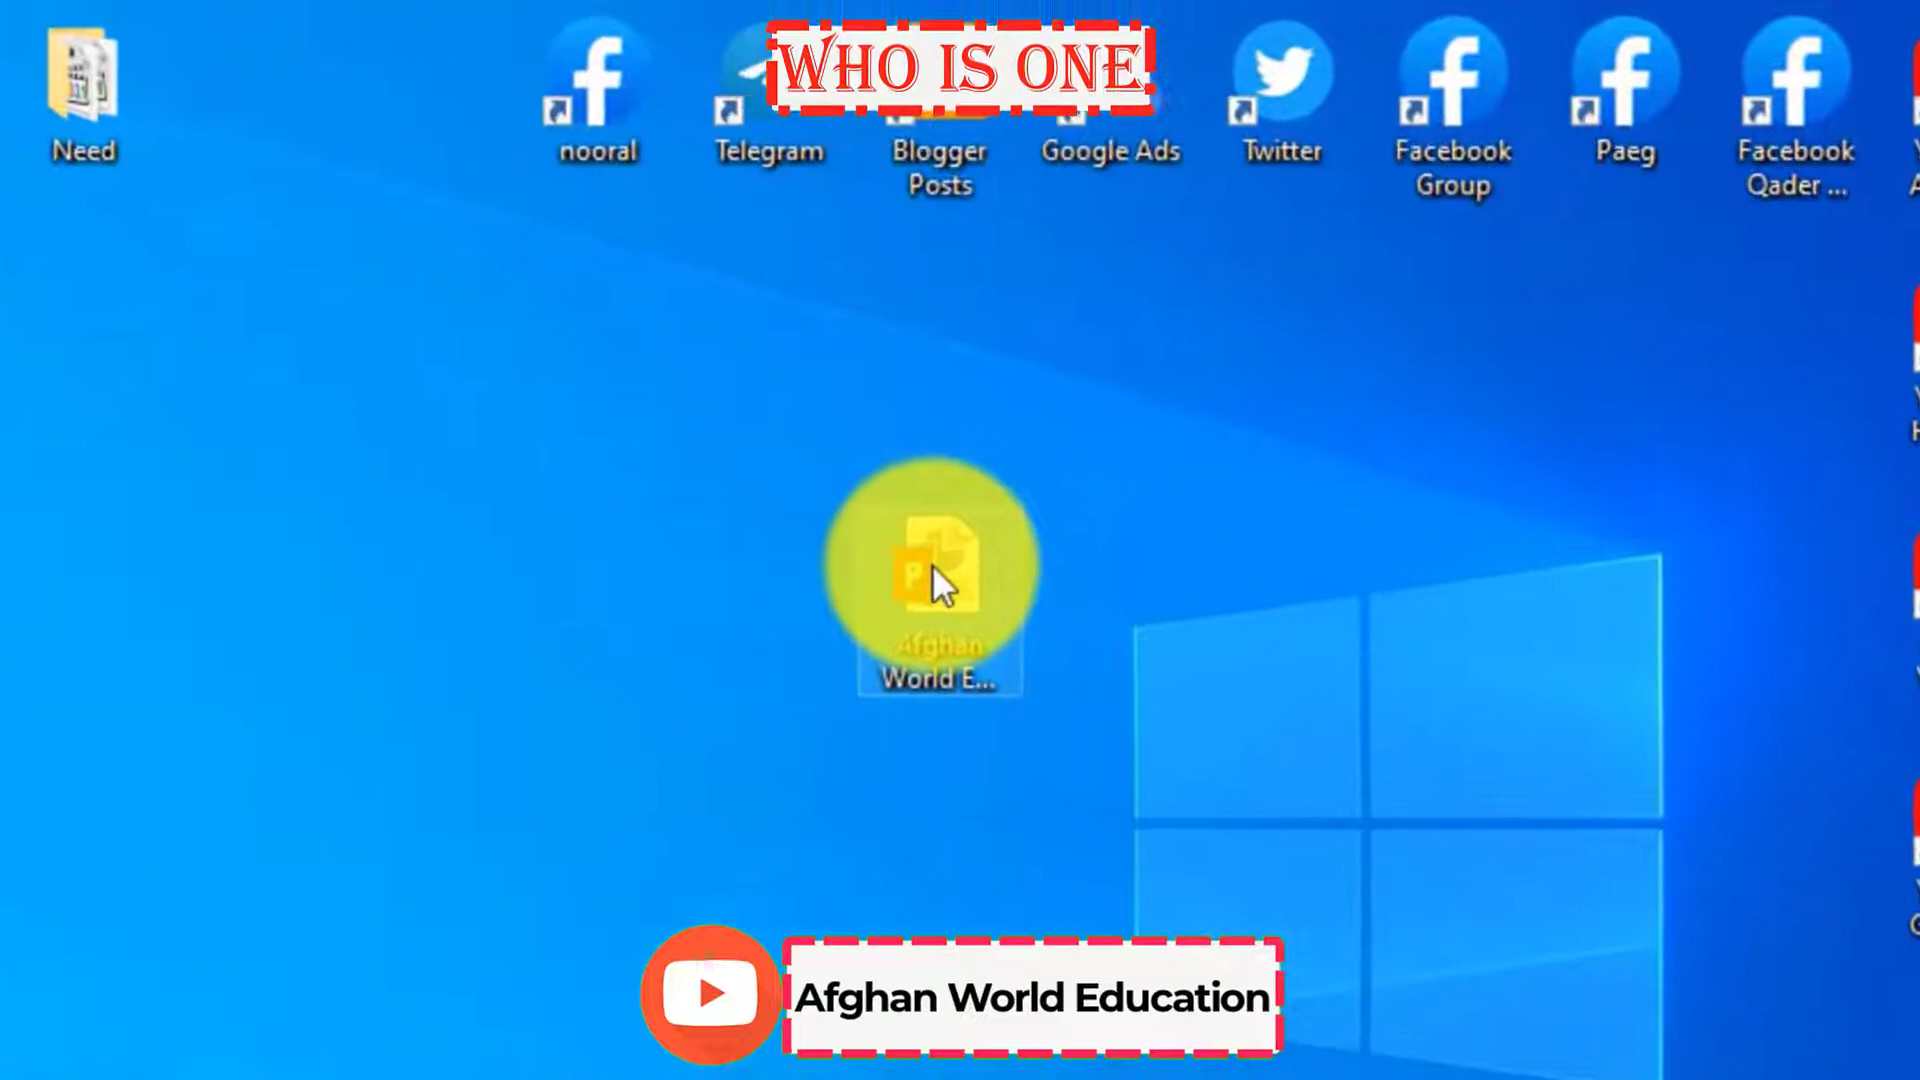 WHO IS ONE
Need
nooral
Telegram
Blogger
Posts
Google Ads
Twitter
Facebook
Group
Paeg
Facebook
Qader ...
P
Afghan
World E...
Afghan World Education